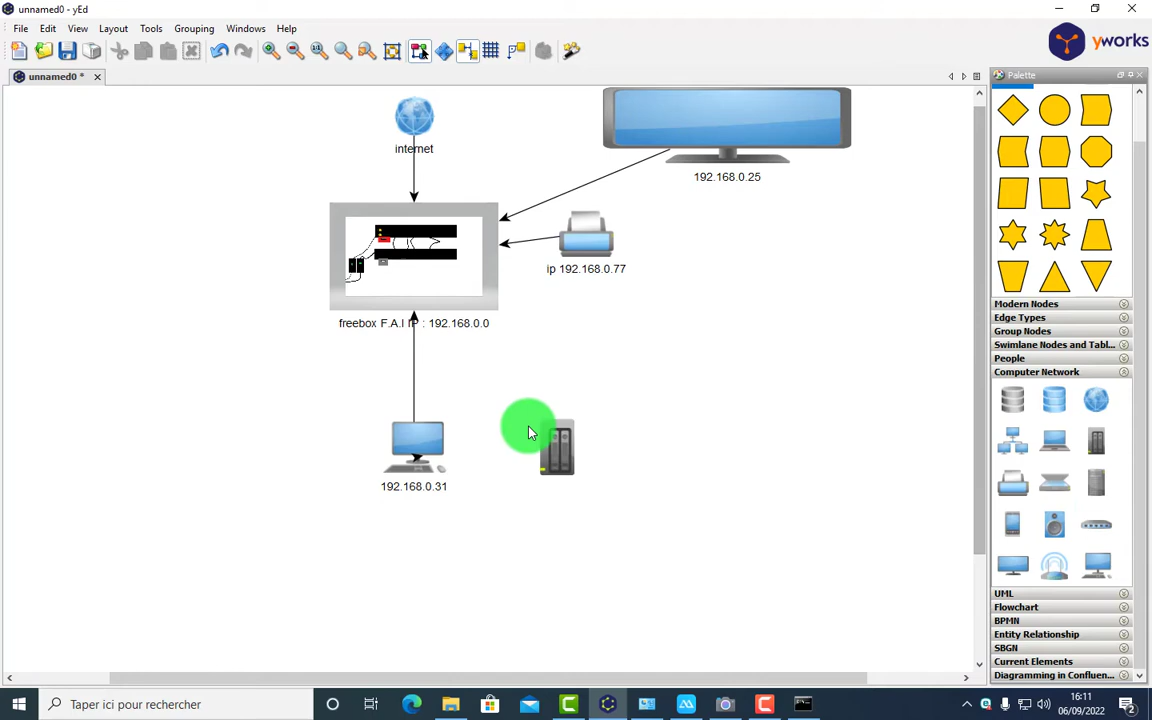 unnamed0 - yEd
File Edit View Layout Tools Grouping Windows Help
yworks
unnamed0 *
Palette
internet
192.168.0.25
ip 192.168.0.77
freebox F.A.I IP : 192.168.0.0
192.168.0.31
Modern Nodes
Edge Types
Group Nodes
Swimlane Nodes and Tabl...
People
Computer Network
UML
Flowchart
BPMN
Entity Relationship
SBGN
Current Elements
Diagramming in Confluen...
Taper ici pour rechercher
16:11
06/09/2022
2